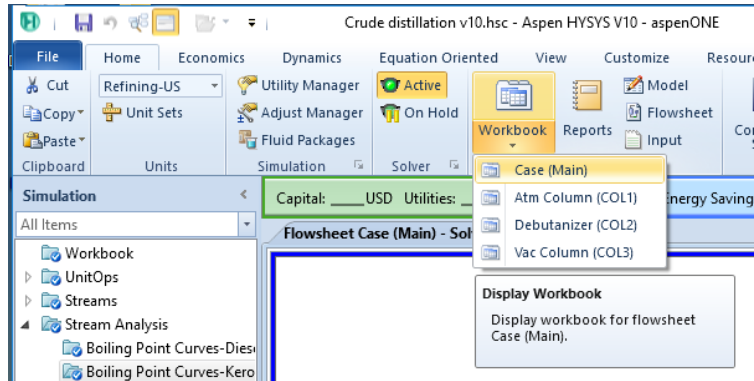 Crude distillation v10.hsc - Aspen HYSYS V10 - aspenONE
File Home Economics Dynamics Equation Oriented View Customize
Cut Refining-US Utility Manager Active Model
Copy Unit Sets Adjust Manager On Hold Flowsheet
Paste Fluid Packages Workbook Reports Input
Clipboard Units Simulation Solver
Case (Main)
Atm Column (COL1)
Debutanizer (COL2)
Vac Column (COL3)
Simulation < Capital: ____USD Utilities: Energy Saving
All Items Flowsheet Case (Main) -
Workbook
UnitOps
Streams
Stream Analysis
Boiling Point Curves-
Boiling Point Curves-Kero
Display Workbook
Display workbook for flowsheet
Case (Main).